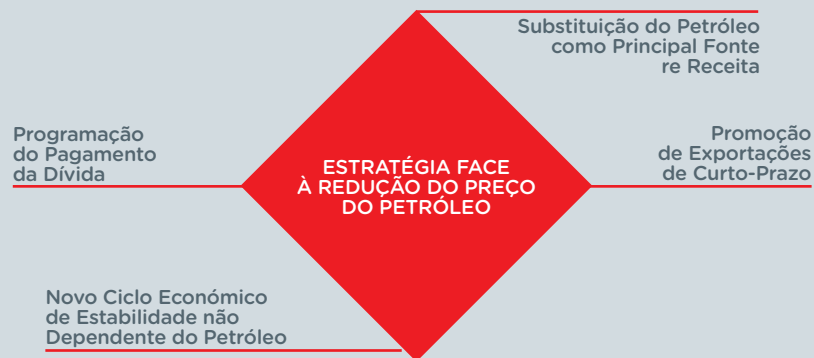 Substituição do Petróleo
como Principal Fonte
re Receita
Programação
do Pagamento
da Dívida
ESTRATÉGIA FACE
À REDUÇÃO DO PREÇO
DO PETRÓLEO
Promoção
de Exportações
de Curto-Prazo
Novo Ciclo Económico
de Estabilidade não
Dependente do Petróleo